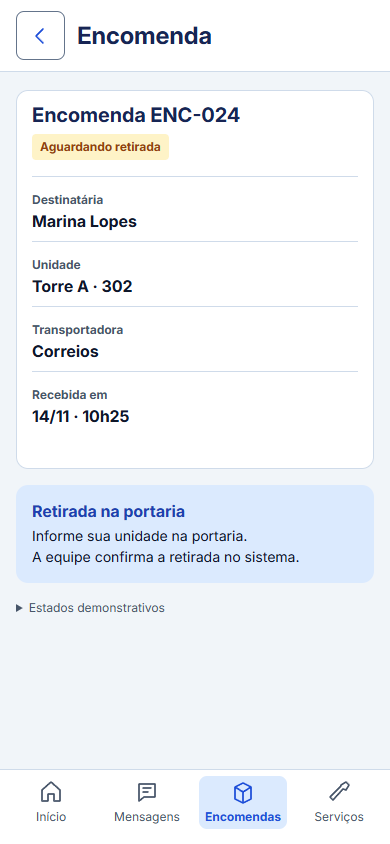 Encomenda
Encomenda ENC-024
Aguardando retirada
Destinatária
Marina Lopes
Unidade
Torre A · 302
Transportadora
Correios
Recebida em
14/11 · 10h25
Retirada na portaria
Informe sua unidade na portaria.
A equipe confirma a retirada no sistema.
Estados demonstrativos
Início
Mensagens
Encomendas
Serviços